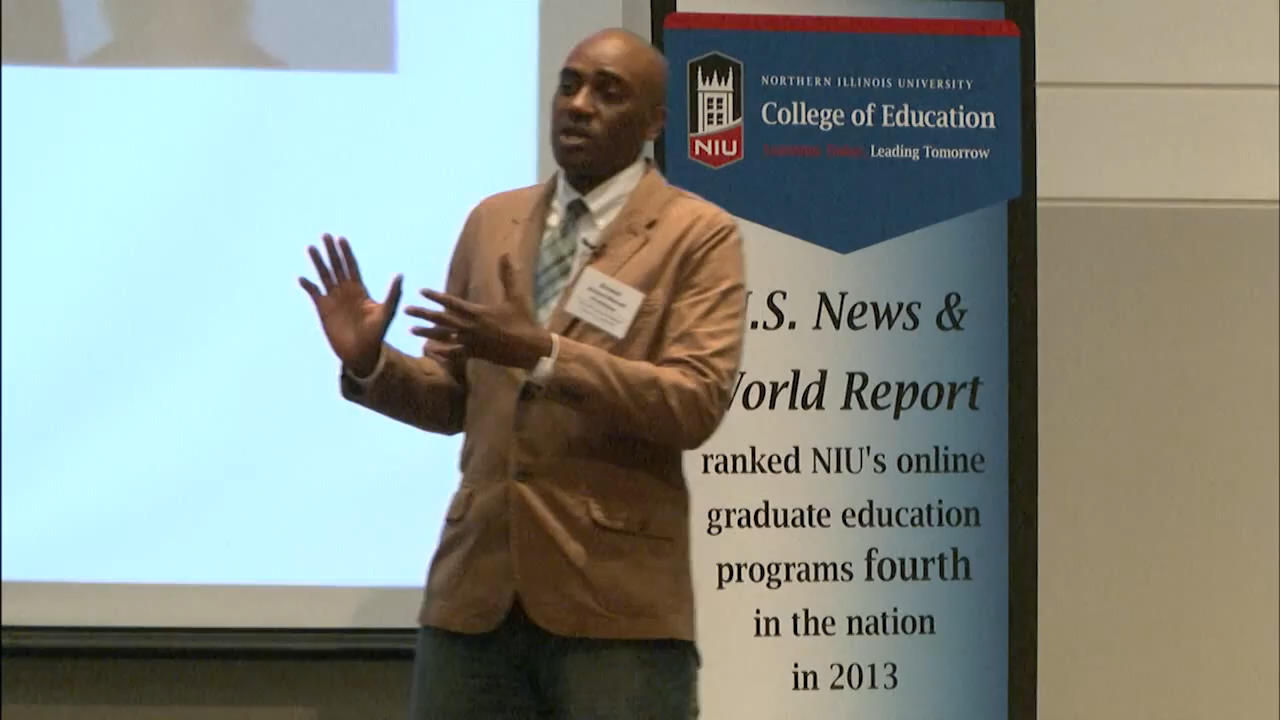 NORTHERN ILLINOIS UNIVERSITY
College of Education
Leading Tomorrow
NIU
.S. News &
World Report
ranked NIU's online
graduate education
programs fourth
in the nation
in 2013